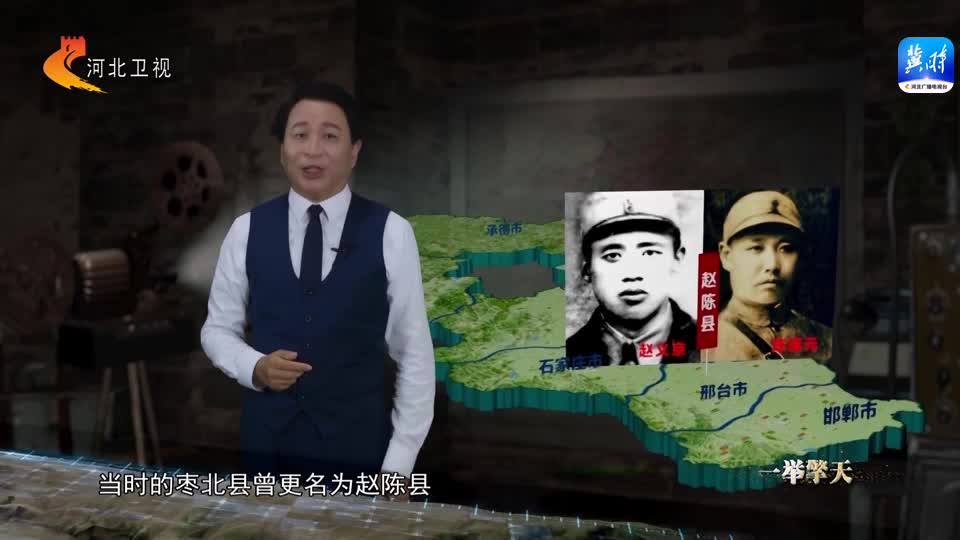 河北卫视
冀时
河北广播电视台
承德市
赵陈县
赵义京
石家庄市
邢台市
邯郸市
一举擎天
当时的枣北县曾更名为赵陈县